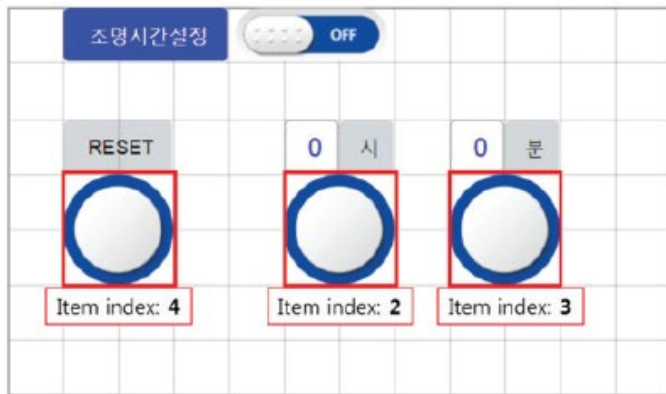 조명시간설정 OFF
RESET 0 시 0 분
Item index: 4 Item index: 2 Item index: 3